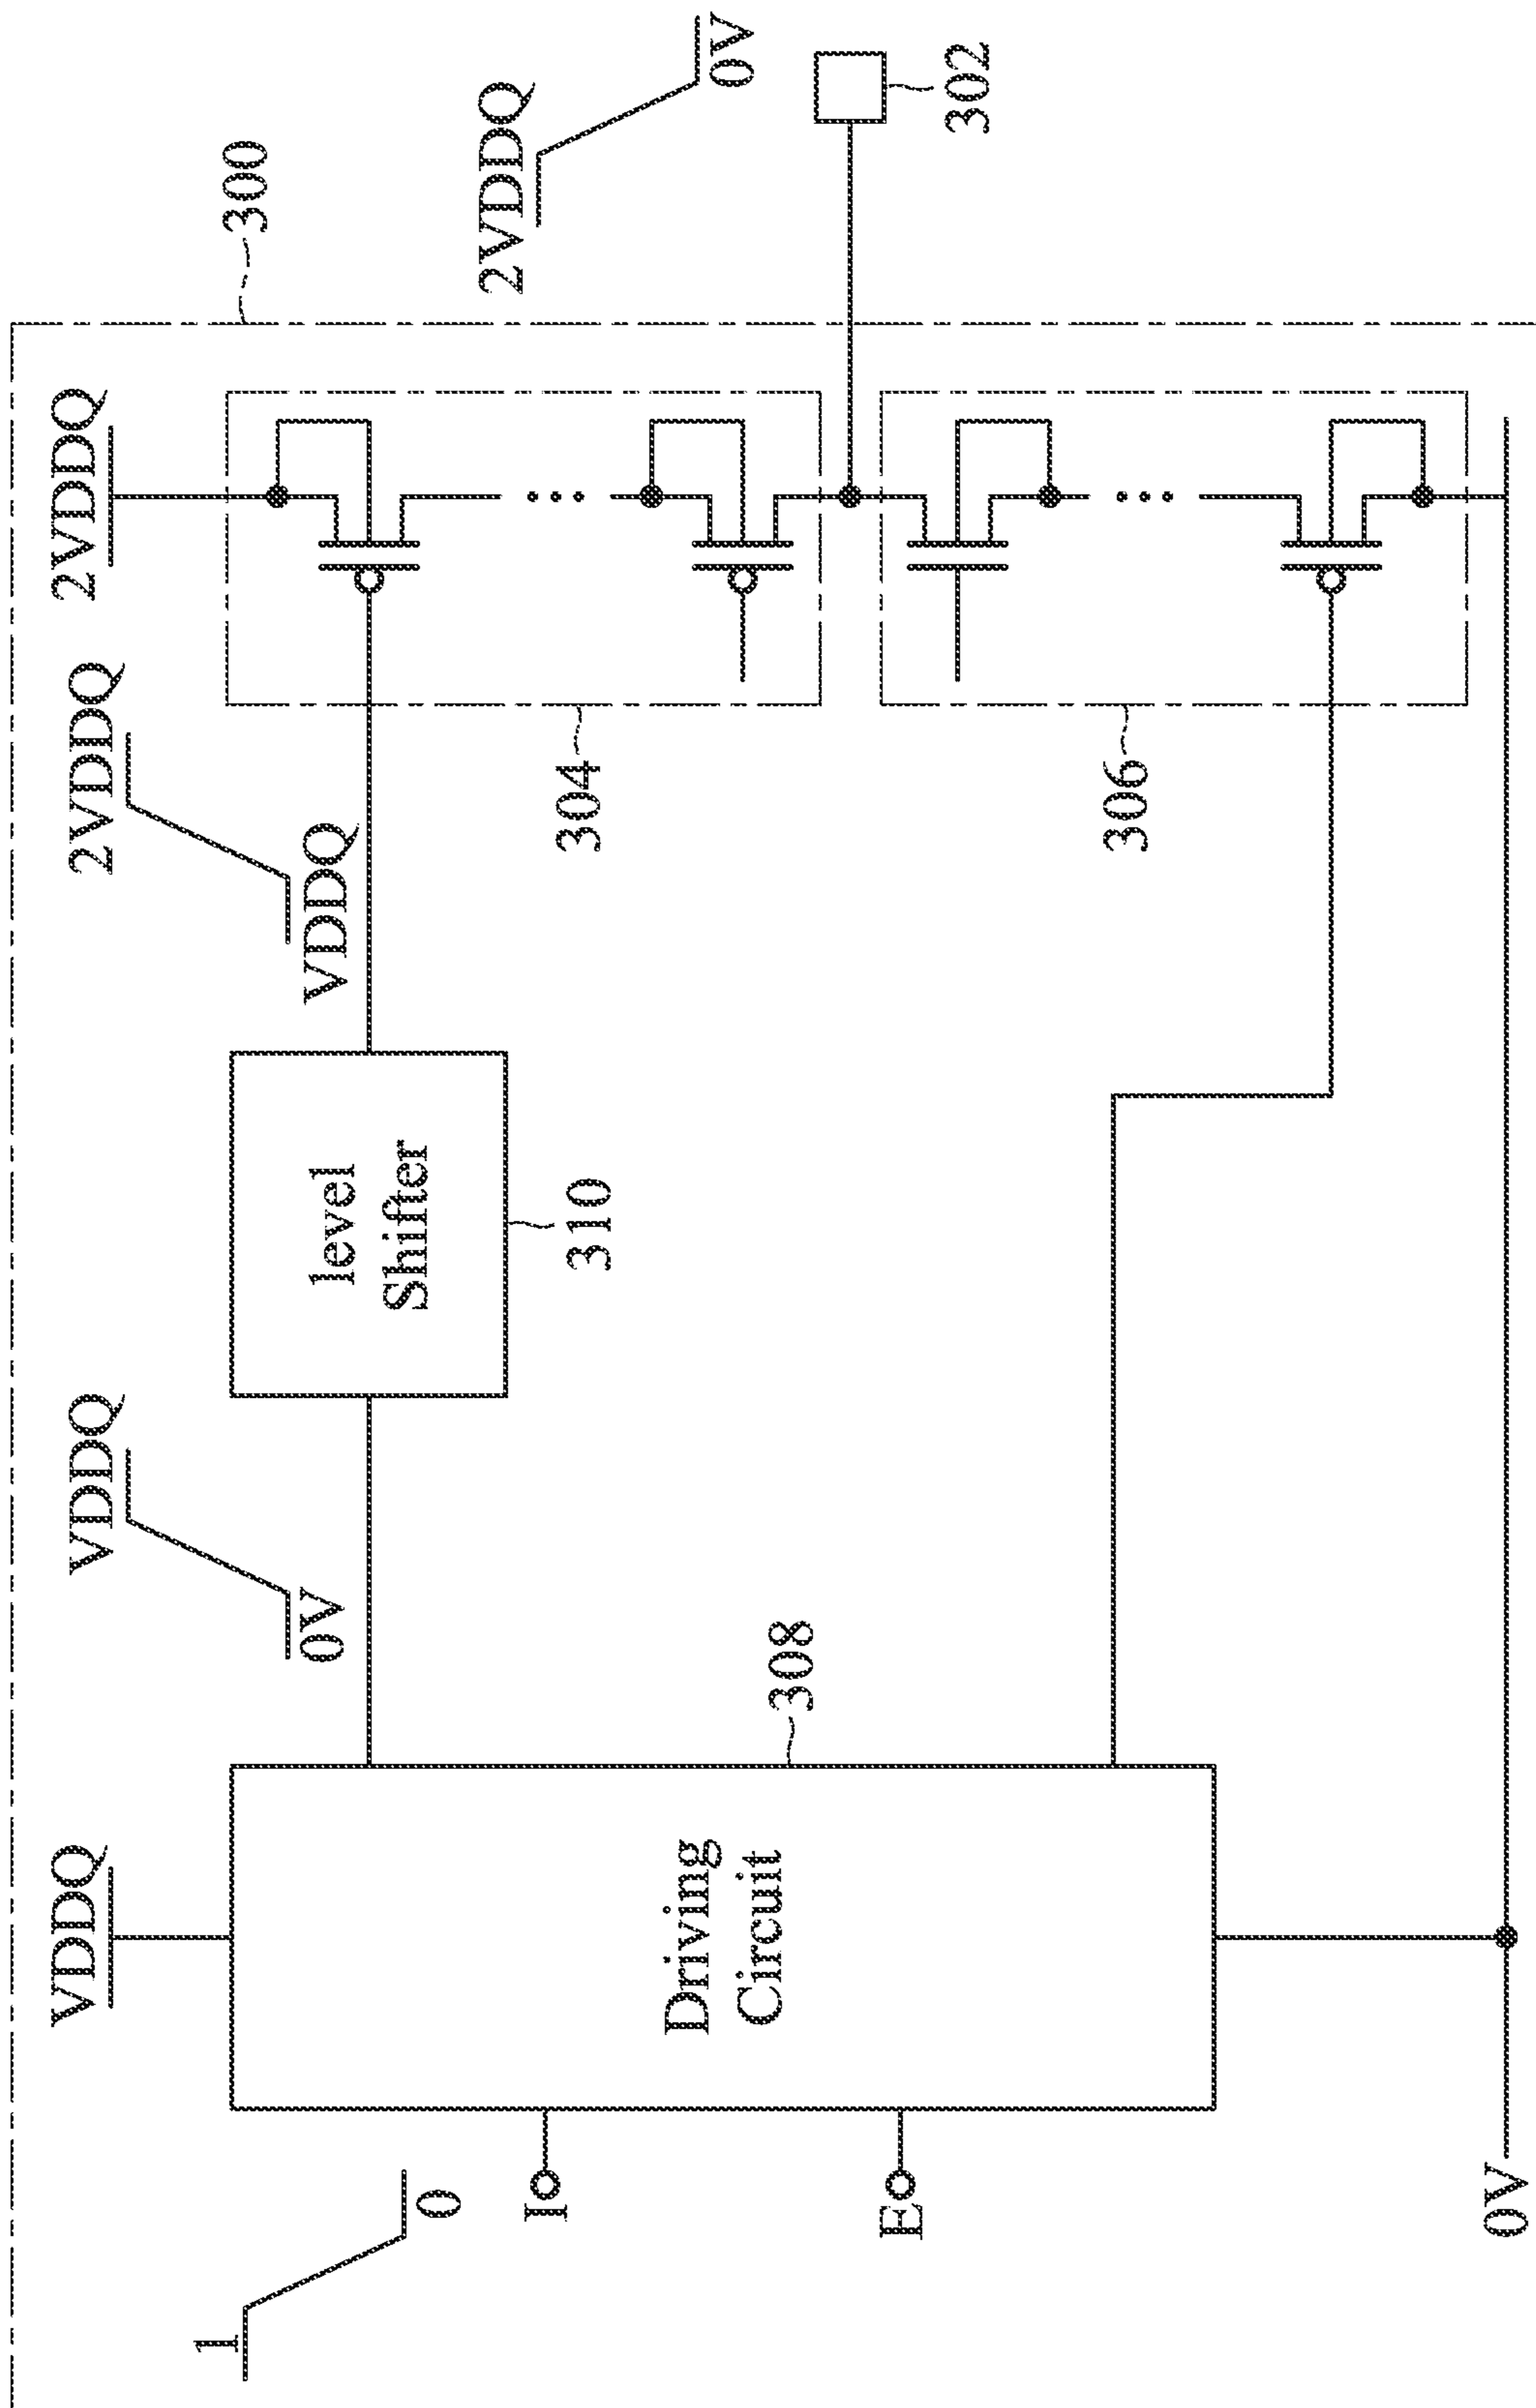 300
2VDDQ
2VDDQ
VDDQ
2VDDQ
0V
302
304
306
level
Shifter
310
VDDQ
0V
VDDQ
308
Driving
Circuit
1
0
I
E
0V